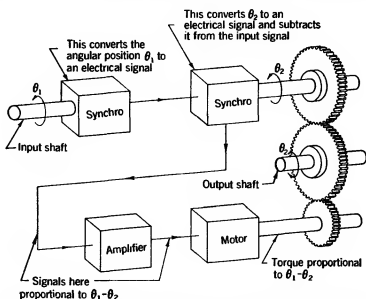 This converts θ2 to an
electrical signal and subtracts
it from the input signal
This converts the
angular position θ1 to
an electrical signal
θ1
θ2
Synchro
Synchro
Input shaft
θ2
Output shaft
Amplifier
Motor
Signals here
proportional to θ1-θ2
Torque proportional
to θ1-θ2